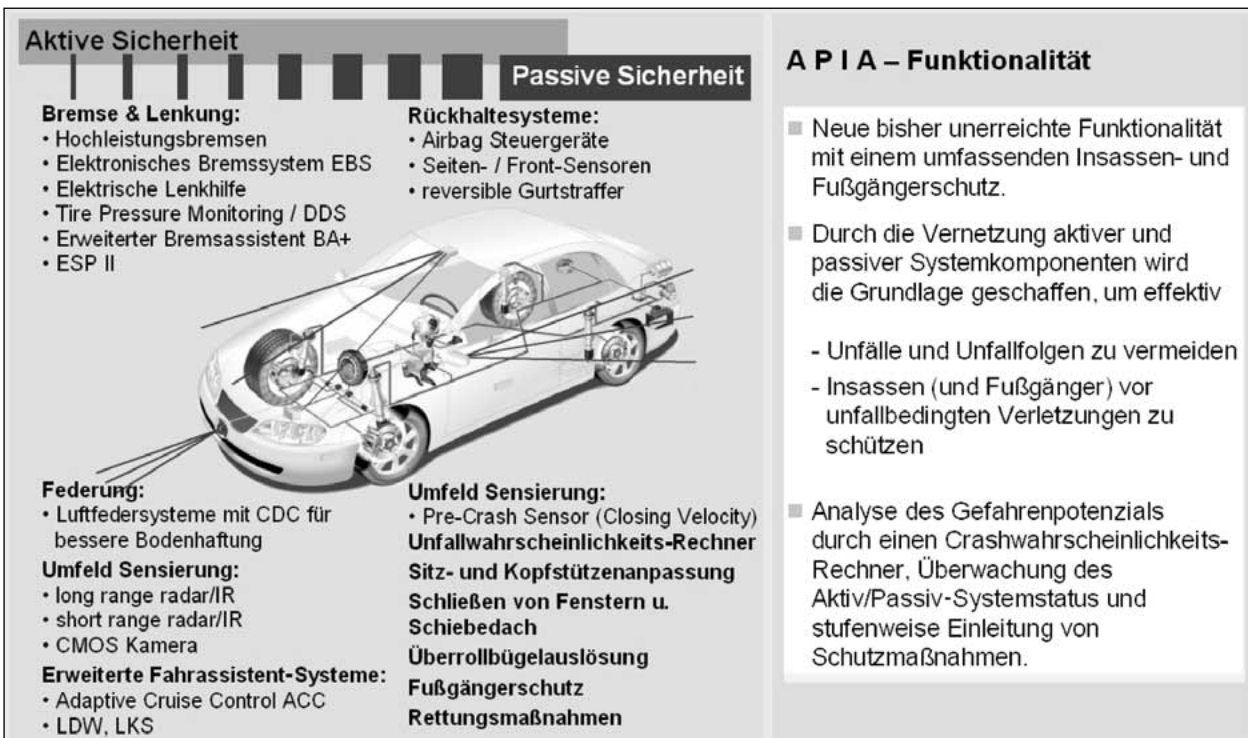 Aktive Sicherheit
Passive Sicherheit
Bremse & Lenkung:
• Hochleistungsbremsen
• Elektronisches Bremssystem EBS
• Elektrische Lenkhilfe
• Tire Pressure Monitoring / DDS
• Erweiterter Bremsassistent BA+
• ESP II
Rückhaltesysteme:
• Airbag Steuergeräte
• Seiten- / Front-Sensoren
• reversible Gurtstraffer
Federung:
• Luftfedersysteme mit CDC für
bessere Bodenhaftung
Umfeld Sensierung:
• long range radar/IR
• short range radar/IR
• CMOS Kamera
Erweiterte Fahrassistent-Systeme:
• Adaptive Cruise Control ACC
• LDW, LKS
Umfeld Sensierung:
• Pre-Crash Sensor (Closing Velocity)
Unfallwahrscheinlichkeits-Rechner
Sitz- und Kopfstützenanpassung
Schließen von Fenstern u.
Schiebedach
Überrollbügelauslösung
Fußgängerschutz
Rettungsmaßnahmen
A P I A – Funktionalität
Neue bisher unerreichte Funktionalität
mit einem umfassenden Insassen- und
Fußgängerschutz.
Durch die Vernetzung aktiver und
passiver Systemkomponenten wird
die Grundlage geschaffen, um effektiv
- Unfälle und Unfallfolgen zu vermeiden
- Insassen (und Fußgänger) vor
unfallbedingten Verletzungen zu
schützen
Analyse des Gefahrenpotenzials
durch einen Crashwahrscheinlichkeits-
Rechner, Überwachung des
Aktiv/Passiv-Systemstatus und
stufenweise Einleitung von
Schutzmaßnahmen.